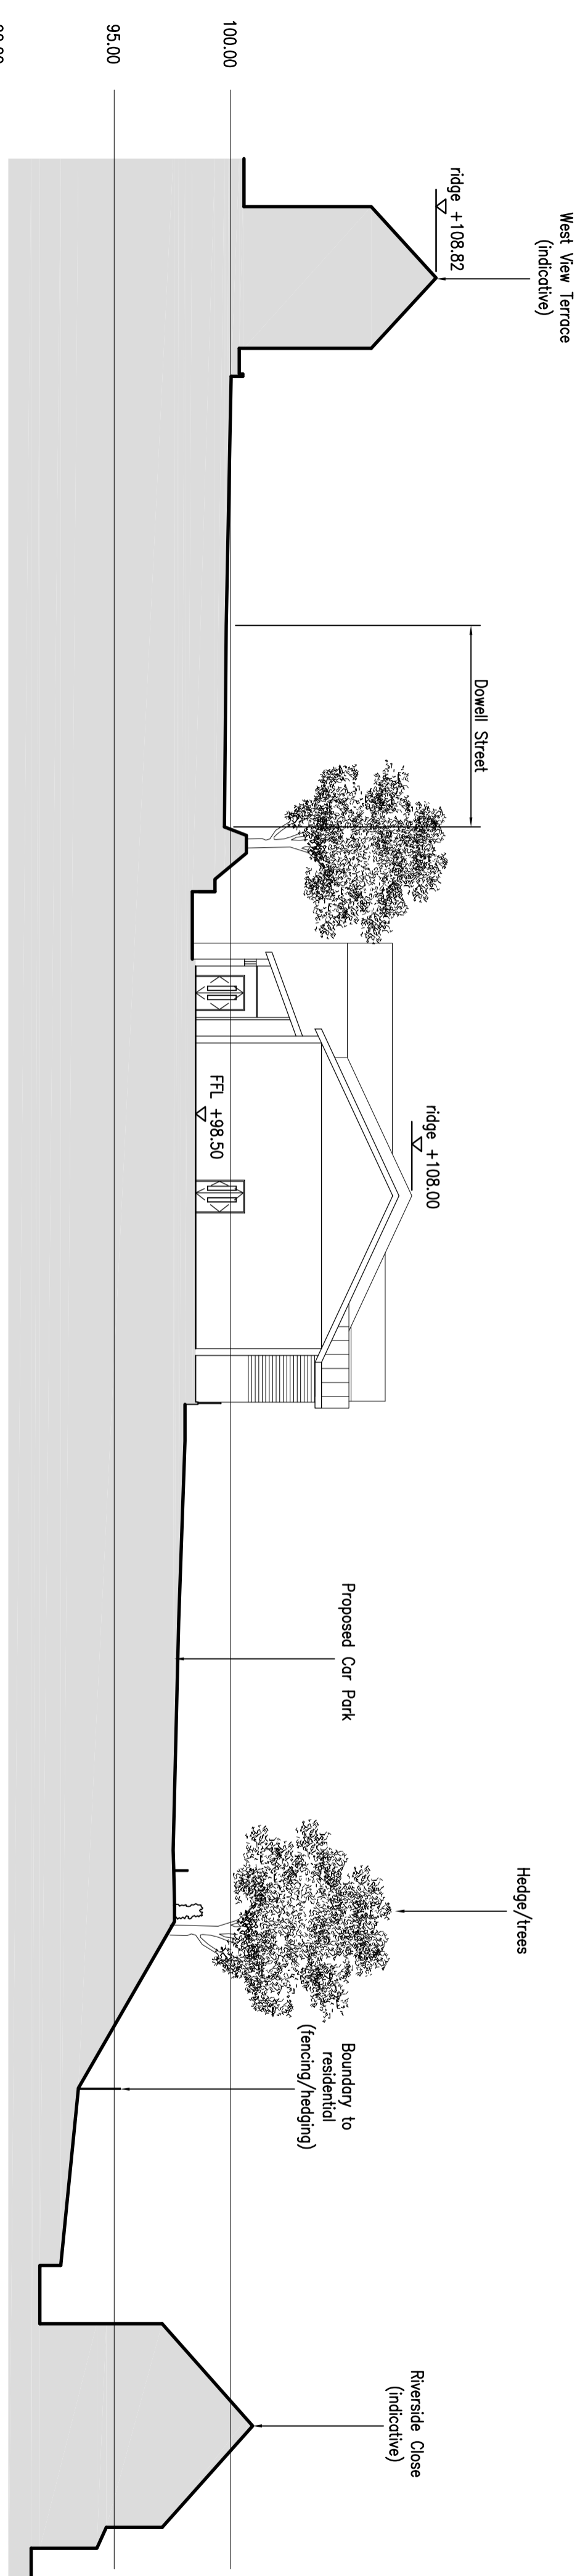 West View Terrace
(indicative)
ridge +108.82
100.00
95.00
Dowell Street
ridge +108.00
FFL +98.50
Proposed Car Park
Hedge/trees
Boundary to
residential
(fencing/hedging)
Riverside Close
(indicative)